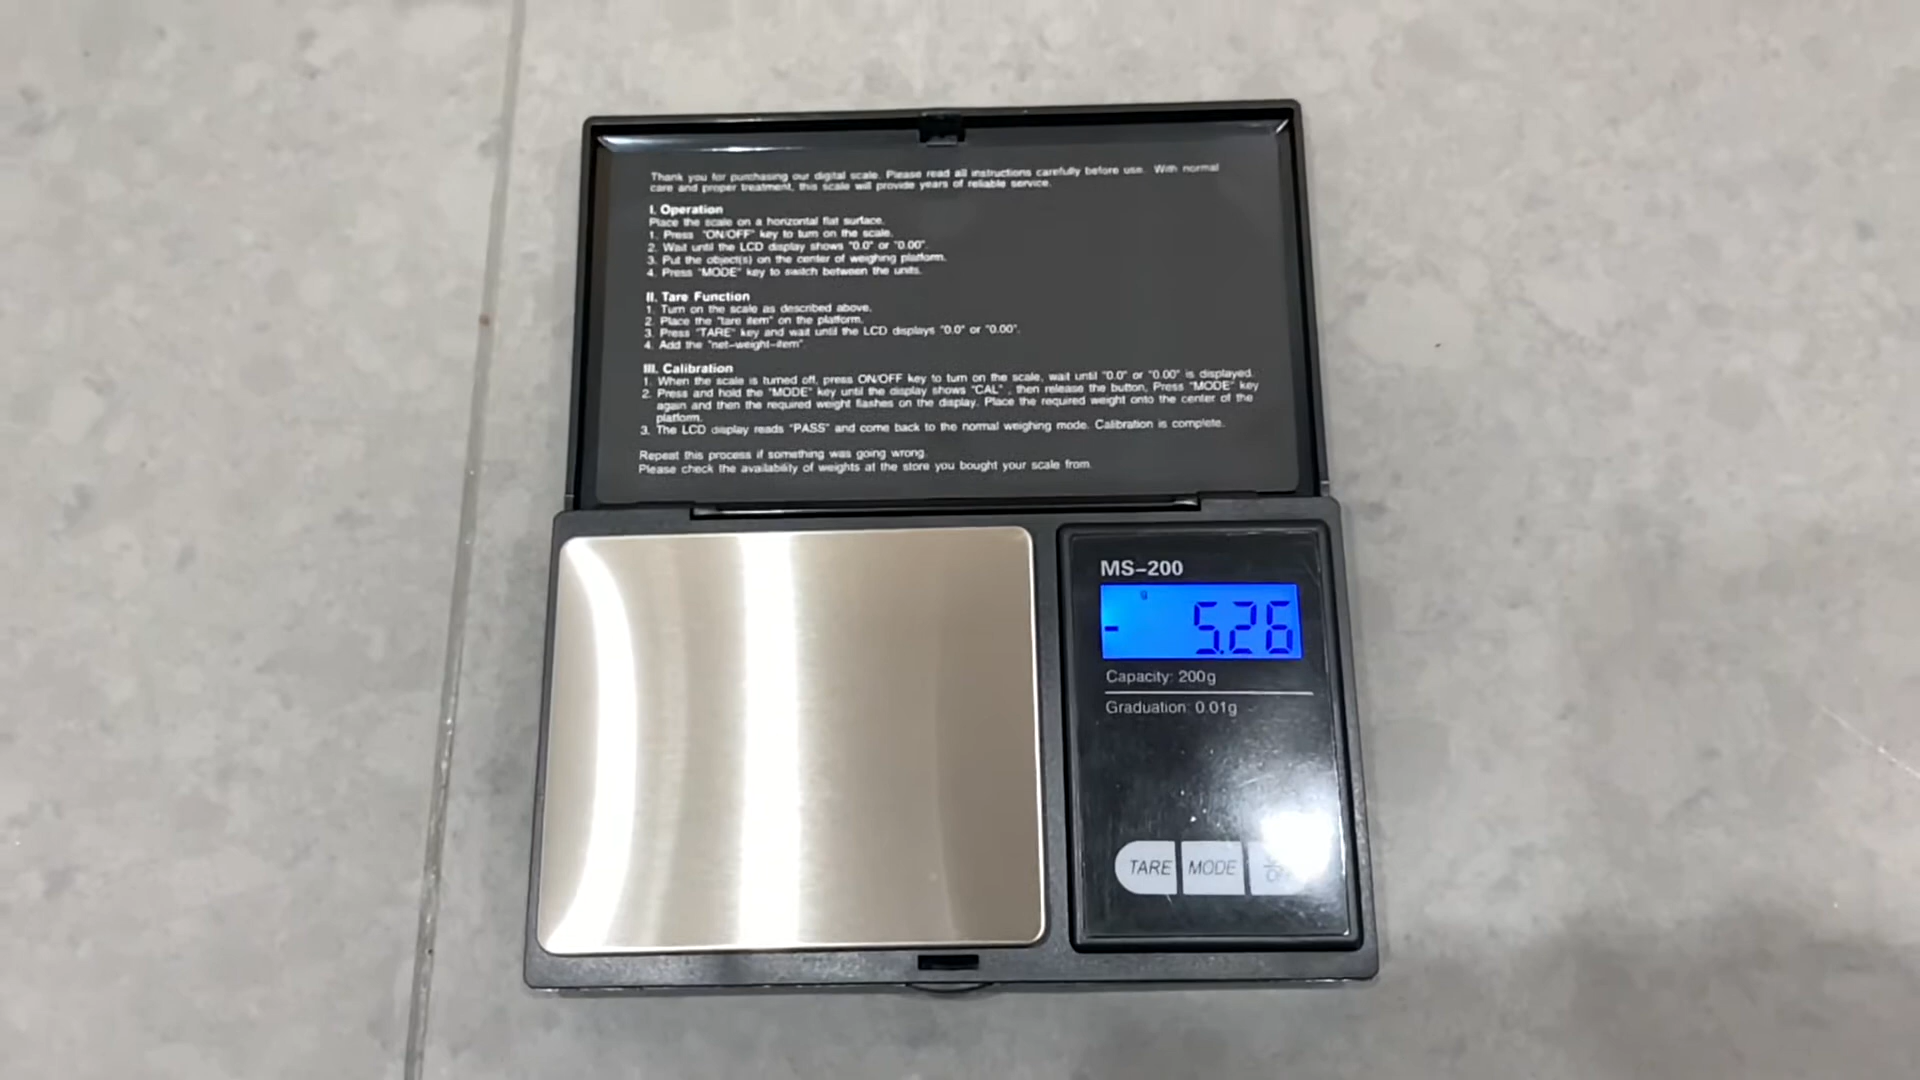 Thank you for purchasing our digital scale. Please read all instructions carefully before use. With normal
care and proper treatment, this scale will provide years of reliable service.
I. Operation
Place the scale on a horizontal flat surface.
1. Press "ON/OFF" key to turn on the scale.
2. Wait until the LCD display shows "0.0" or "0.00".
3. Put the object(s) on the center of weighing platform.
4. Press "MODE" key to switch between the units.
II. Tare Function
1. Turn on the scale as described above.
2. Place the "tare item" on the platform.
3. Press "TARE" key and wait until the LCD displays "0.0" or "0.00".
4. Add the "net-weight-item"
III. Calibration
1. When the scale is turned off, press ON/OFF key to turn on the scale, wait until "0.0" or "0.00" is displayed.
2. Press and hold the "MODE" key until the display shows "CAL", then release the button, Press "MODE" key
again and then the required weight flashes on the display. Place the required weight onto the center of the
platform.
3. The LCD display reads "PASS" and come back to the normal weighing mode. Calibration is complete.
Repeat this process if something was going wrong
Please check the availability of weights at the store you bought your scale from.
MS-200
g
- 5.26
Capacity: 200g
Graduation: 0.01g
TARE MODE